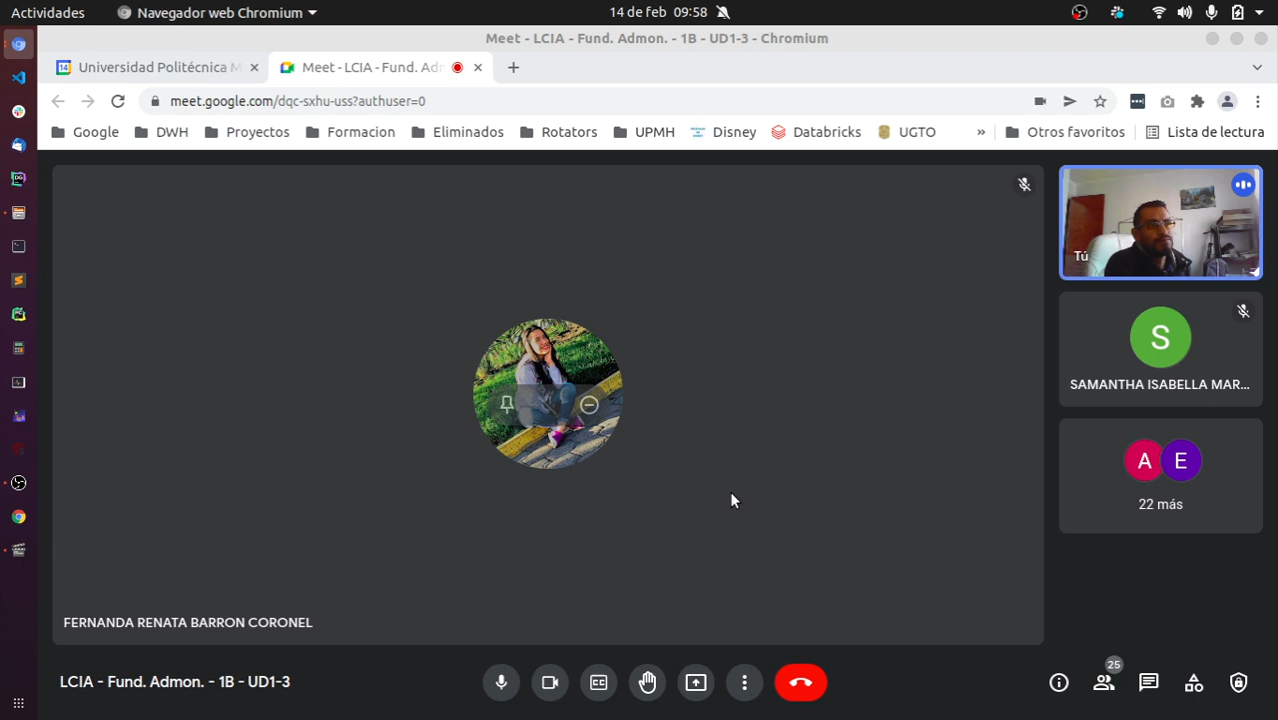 Actividades Navegador web Chromium 14 de feb 09:58
Meet - LCIA - Fund. Admon. - 1B - UD1-3 - Chromium
14 Universidad Politécnica M Meet - LCIA - Fund. Adm
meet.google.com/dqc-sxhu-uss?authuser=0
Google DWH Proyectos Formacion Eliminados Rotators UPMH Disney Databricks UGTO » Otros favoritos Lista de lectura
Tú
S
SAMANTHA ISABELLA MAR...
A E
22 más
FERNANDA RENATA BARRON CORONEL
LCIA - Fund. Admon. - 1B - UD1-3
25